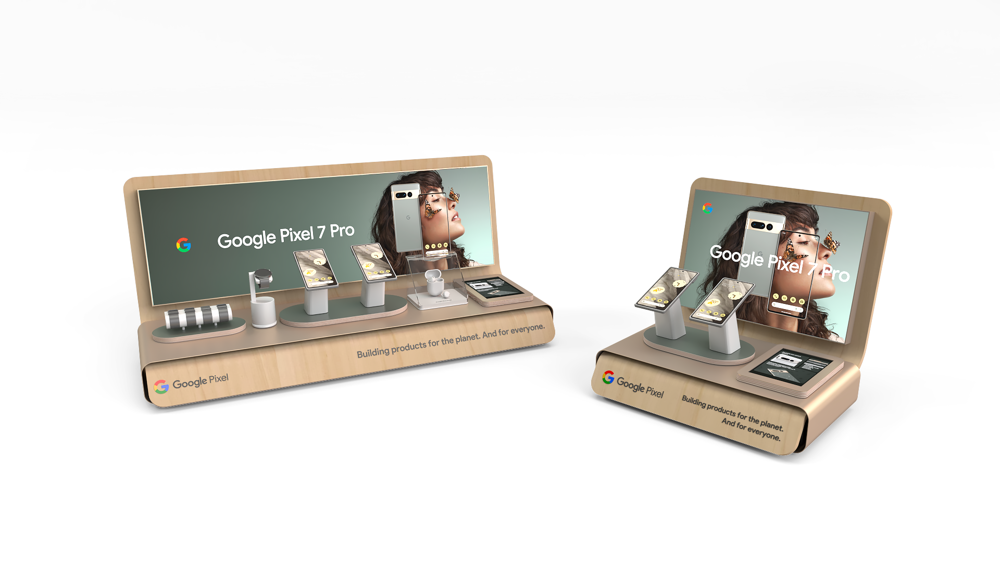 Google Pixel 7 Pro
Building products for the planet. And for everyone.
Google Pixel
Google Pixel 7 Pro
Google Pixel
Building products for the planet.
And for everyone.